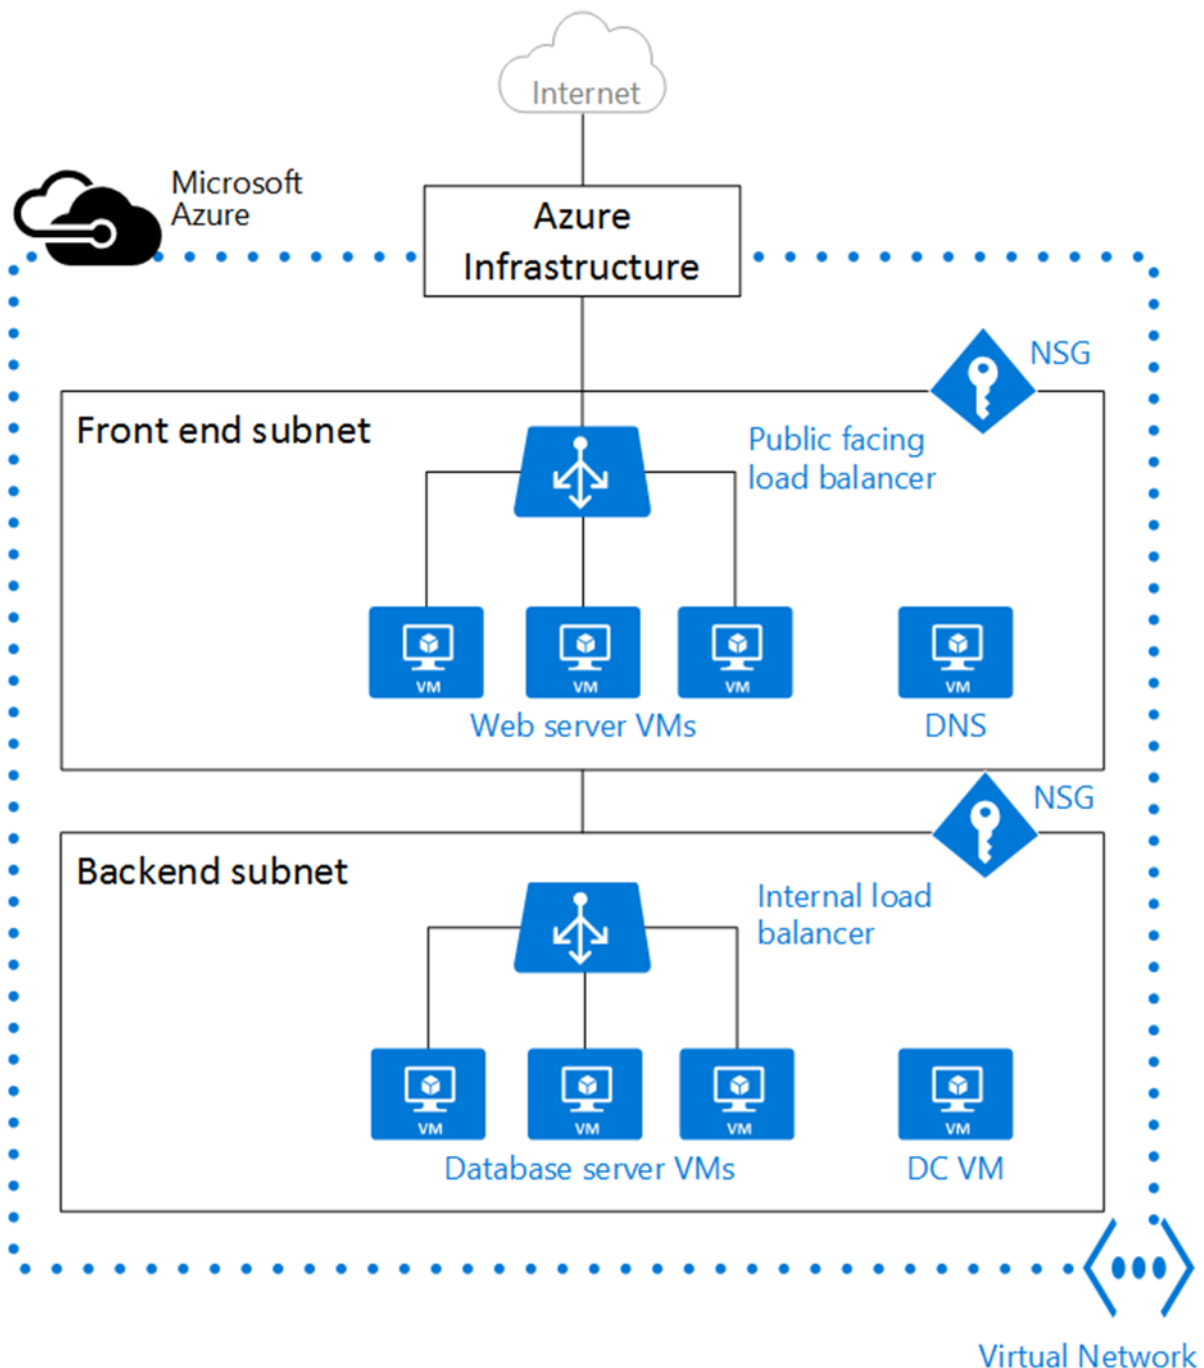 Internet
Microsoft
Azure
Azure
Infrastructure
NSG
Front end subnet
Public facing
load balancer
VM
VM
VM
VM
Web server VMs
DNS
NSG
Backend subnet
Internal load
balancer
VM
VM
VM
VM
Database server VMs
DC VM
Virtual Network